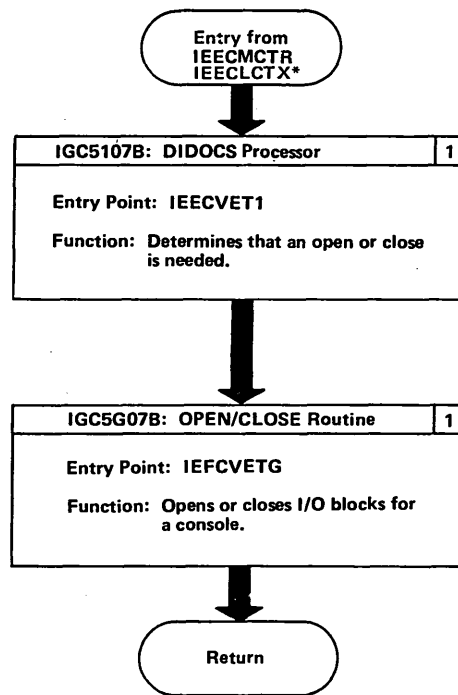 Entry from
IEECMCTR
IEECLCTX*
IGC5107B: DIDOCS Processor 1
Entry Point: IEECVET1
Function: Determines that an open or close
is needed.
IGC5G07B: OPEN/CLOSE Routine 1
Entry Point: IEFCVETG
Function: Opens or closes I/O blocks for
a console.
Return